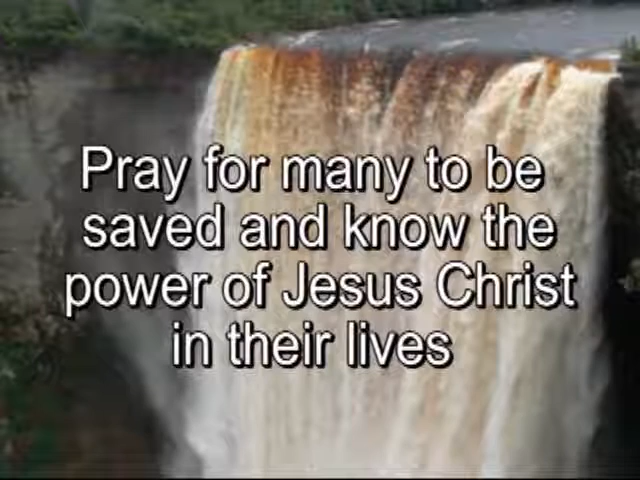 Pray for many to be
saved and know the
power of Jesus Christ
in their lives